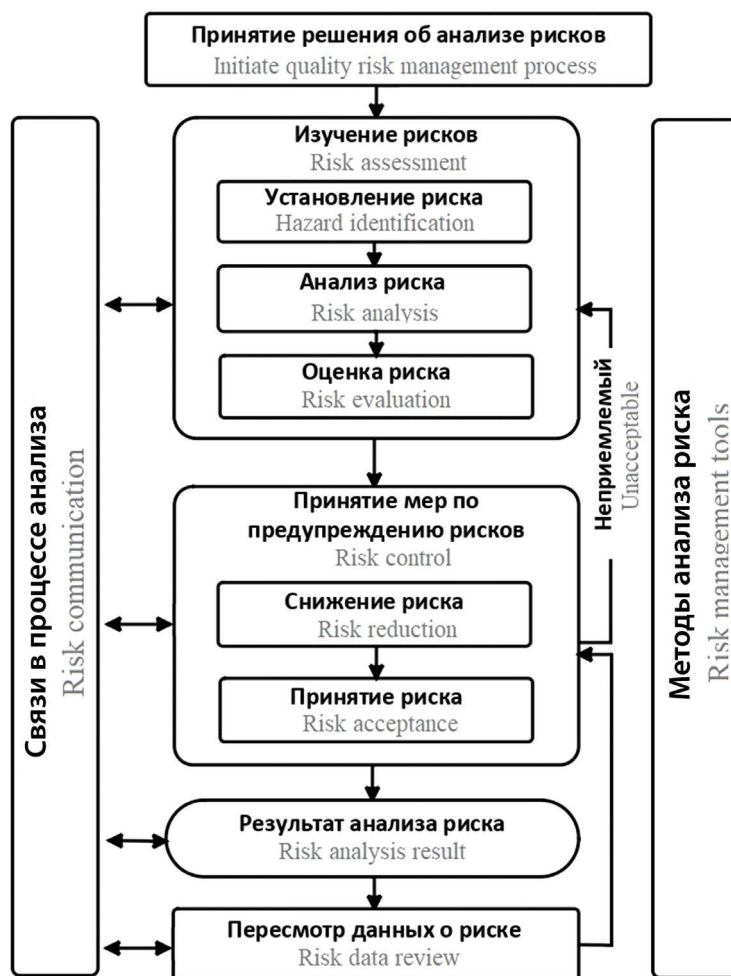 Принятие решения об анализе рисков
Initiate quality risk management process
Изучение рисков
Risk assessment
Установление риска
Hazard identification
Анализ риска
Risk analysis
Оценка риска
Risk evaluation
Принятие мер по
предупреждению рисков
Risk control
Снижение риска
Risk reduction
Принятие риска
Risk acceptance
Результат анализа риска
Risk analysis result
Пересмотр данных о риске
Risk data review
Связи в процессе анализа
Risk communication
Неприемлемый
Unacceptable
Методы анализа риска
Risk management tools